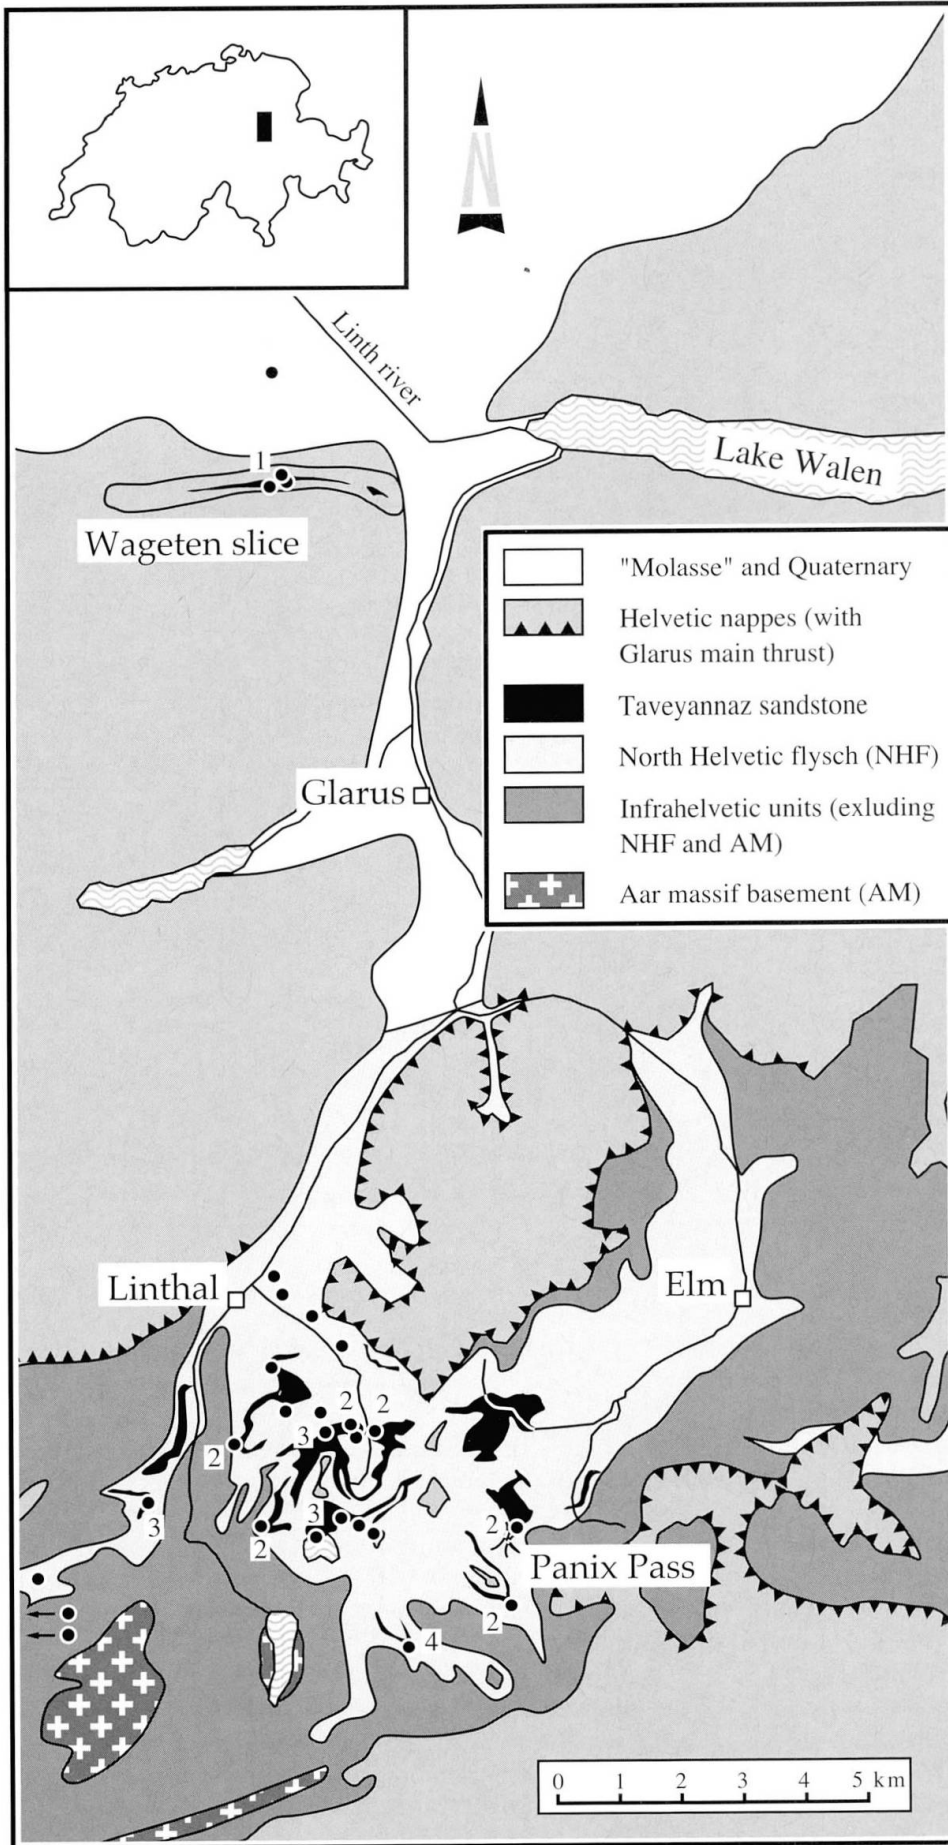 N
Linth river
Lake Walen
1
Wageten slice
"Molasse" and Quaternary
Helvetic nappes (with
Glarus main thrust)
Taveyannaz sandstone
North Helvetic flysch (NHF)
Infrahelvetic units (exluding
NHF and AM)
Aar massif basement (AM)
Glarus
Linthal
Elm
2
2
3
2
3
3
2
2
Panix Pass
2
4
0 1 2 3 4 5 km